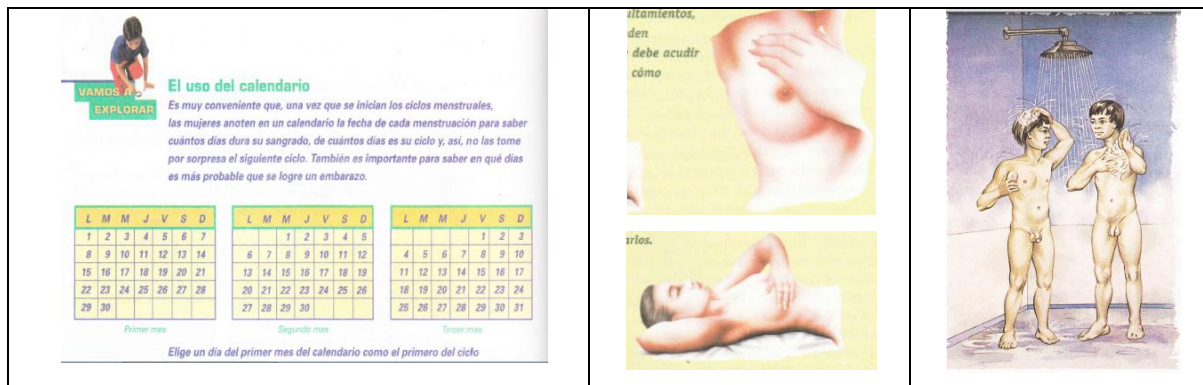 VAMOS A
EXPLORAR
El uso del calendario
Es muy conveniente que, una vez que se inician los ciclos menstruales,
las mujeres anoten en un calendario la fecha de cada menstruación para saber
cuántos días dura su sangrado, de cuántos días es su ciclo y, así, no las tome
por sorpresa el siguiente ciclo. También es importante para saber en qué días
es más probable que se logre un embarazo.
L M M J V S D
1 2 3 4 5 6 7
8 9 10 11 12 13 14
15 16 17 18 19 20 21
22 23 24 25 26 27 28
29 30
Primer mes
L M M J V S D
1 2 3 4 5
6 7 8 9 10 11 12
13 14 15 16 17 18 19
20 21 22 23 24 25 26
27 28 29 30
Segundo mes
L M M J V S D
1 2 3
4 5 6 7 8 9 10
11 12 13 14 15 16 17
18 19 20 21 22 23 24
25 26 27 28 29 30 31
Tercer mes
Elige un día del primer mes del calendario como el primero del ciclo
ultamientos,
den
debe acudir
cómo
arlos.